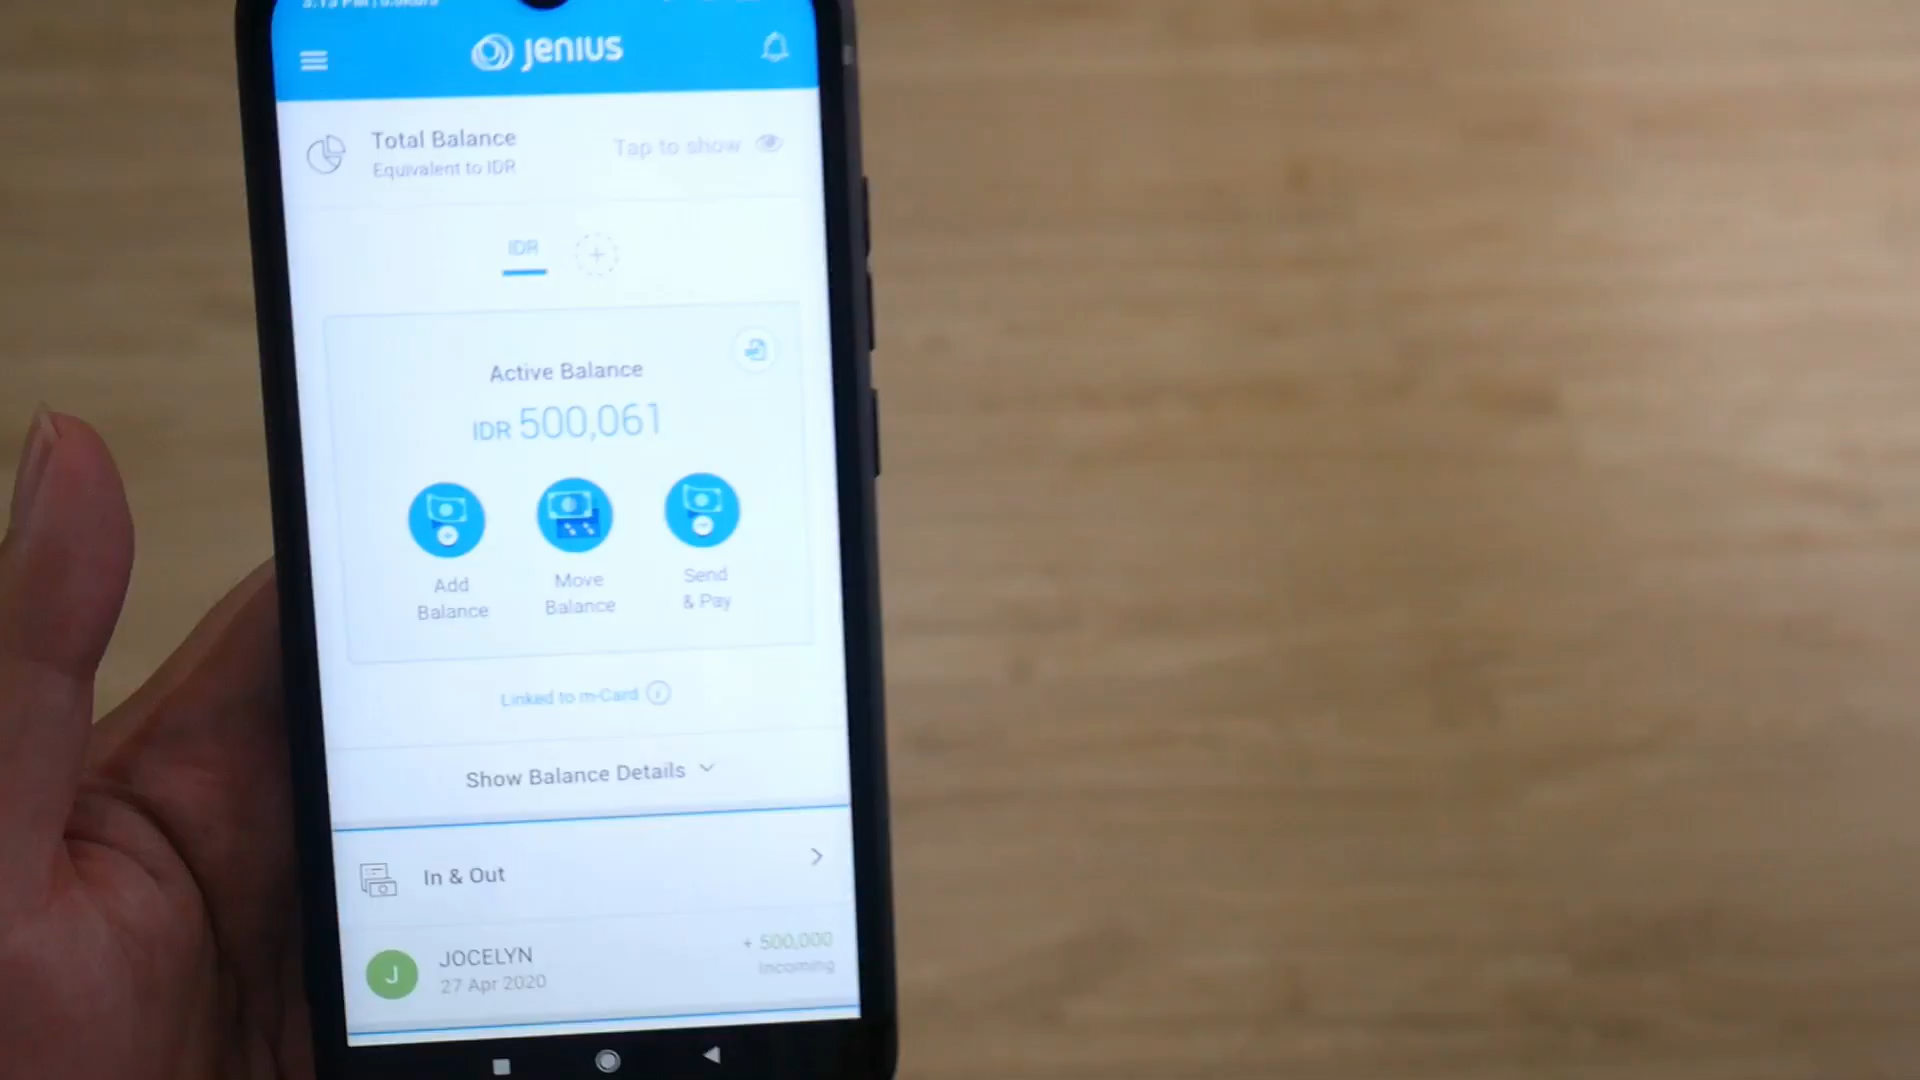 Jenius
Total Balance
Tap to show
Equivalent to IDR
IDR
Active Balance
IDR 500,061
Add
Balance
Move
Balance
Send
& Pay
Linked to m-Card
Show Balance Details
In & Out
J
JOCELYN
27 Apr 2020
+ 500,000
Incoming